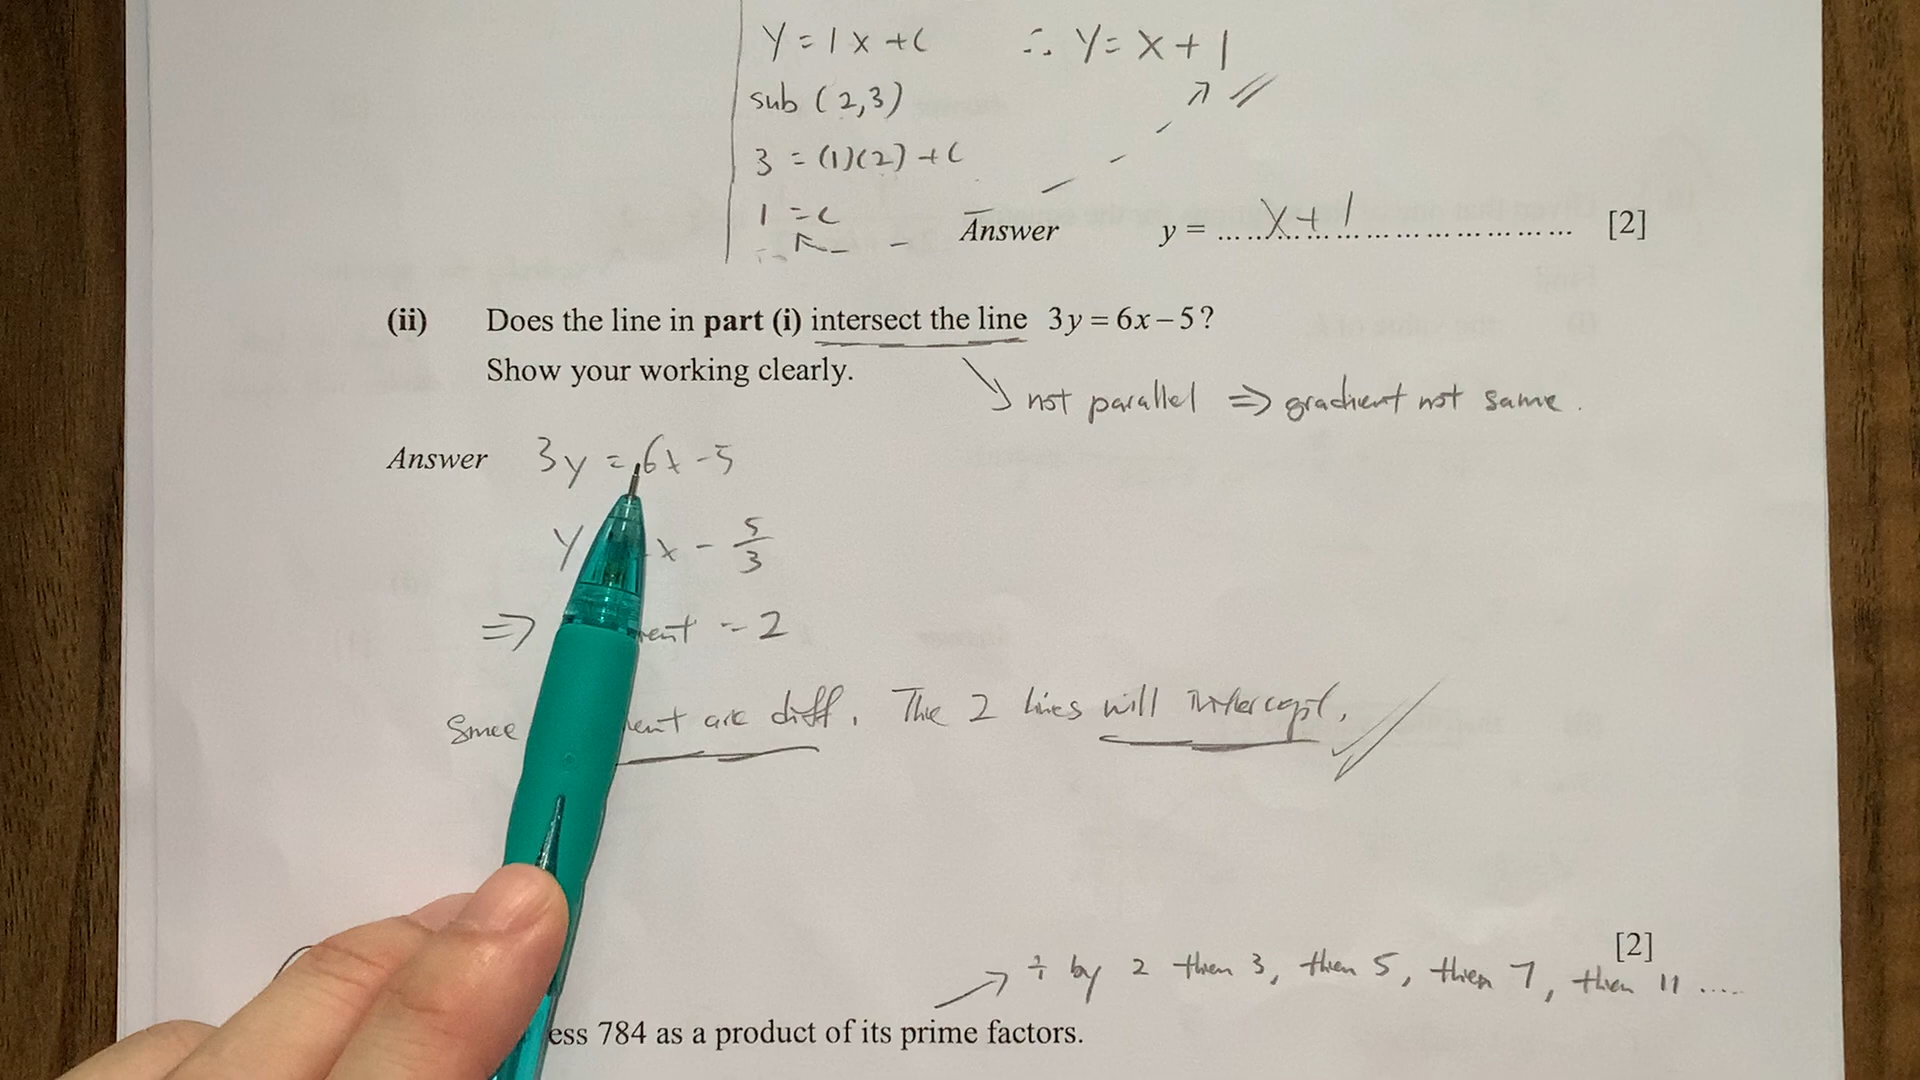 y = 1x + c ∴ y = x + 1
sub (2,3)
3 = (1)(2) + c
1 = c
Answer y = x + 1 [2]
(ii) Does the line in part (i) intersect the line 3y = 6x – 5?
Show your working clearly.
not parallel ⇒ gradient not same.
Answer 3y = 6x - 5
y x - 5/3
⇒ ent = 2
Since ent are diff. The 2 lines will intercept.
[2]
÷ by 2 then 3, then 5, then 7, then 11 .....
ess 784 as a product of its prime factors.